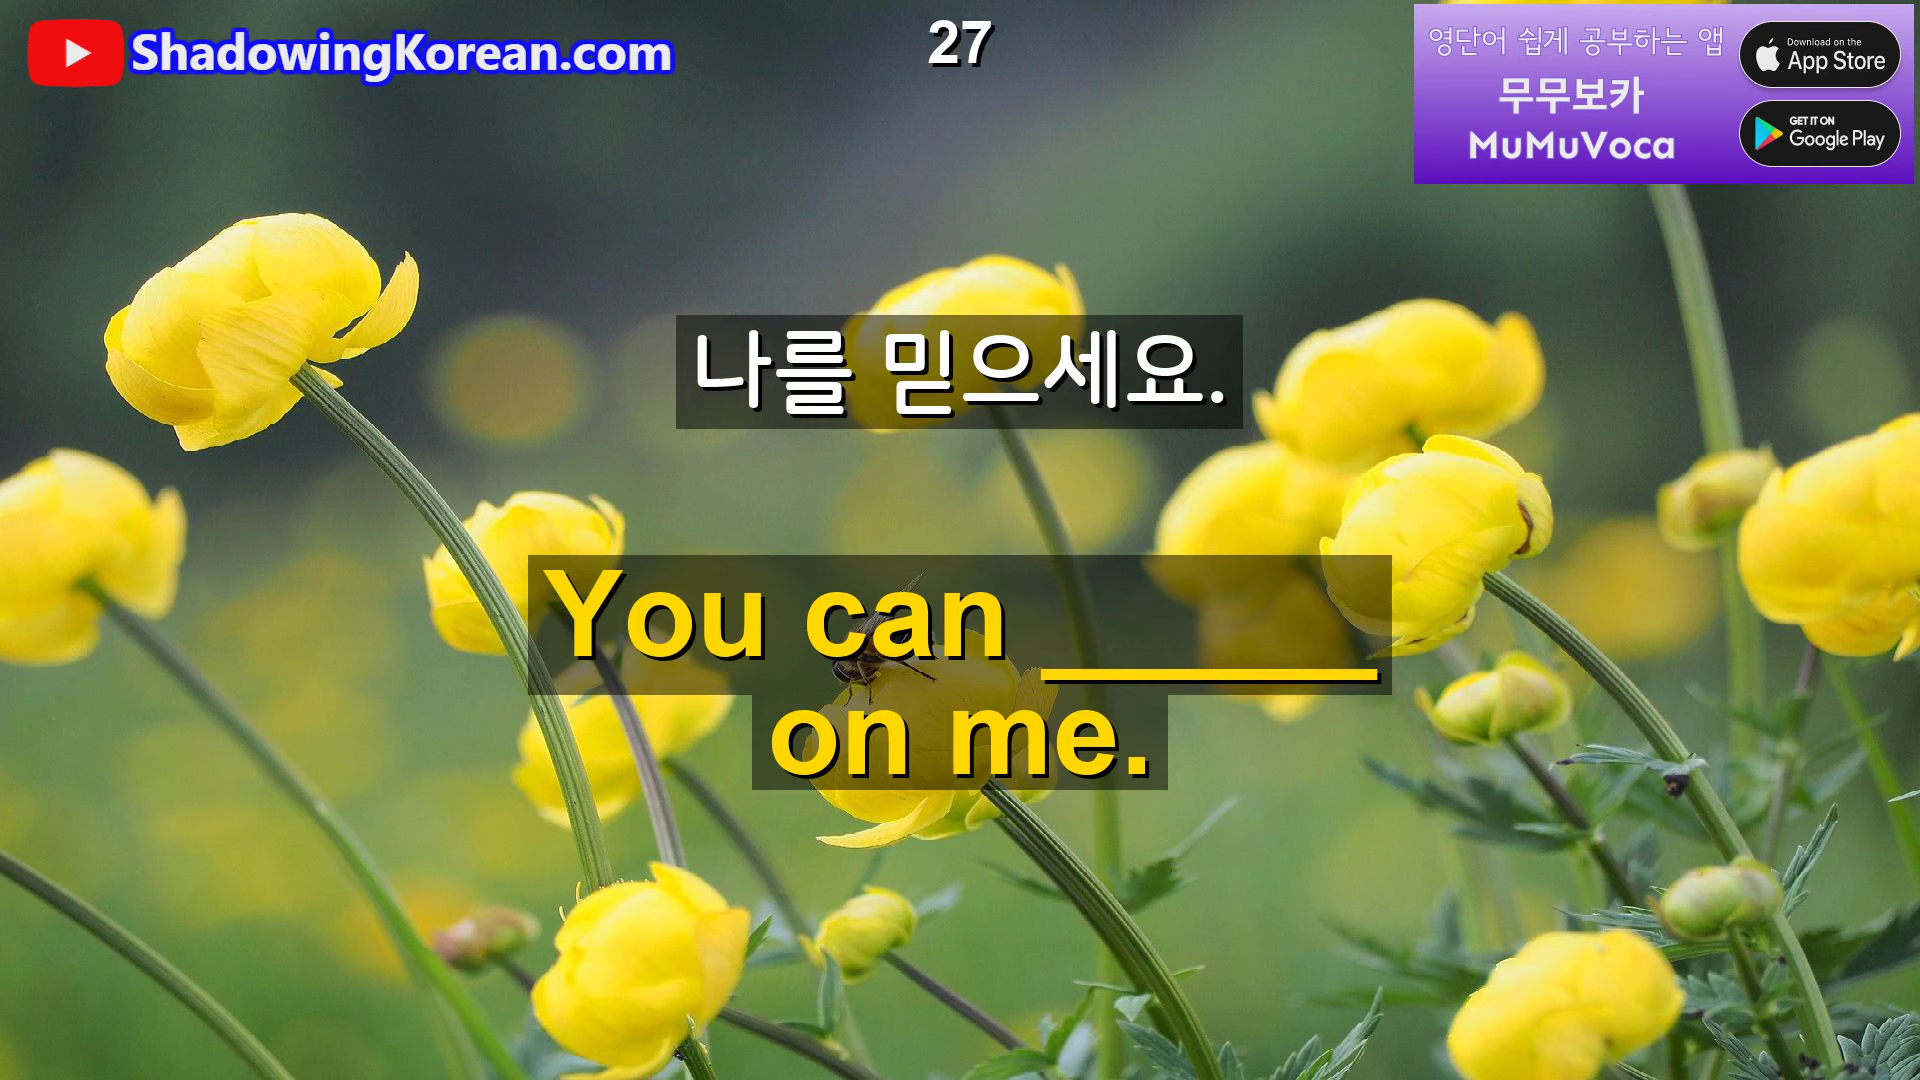 ShadowingKorean.com
27
영단어 쉽게 공부하는 앱
무무보카
MuMuVoca
Download on the
App Store
GET IT ON
Google Play
나를 믿으세요.
You can _____
on me.